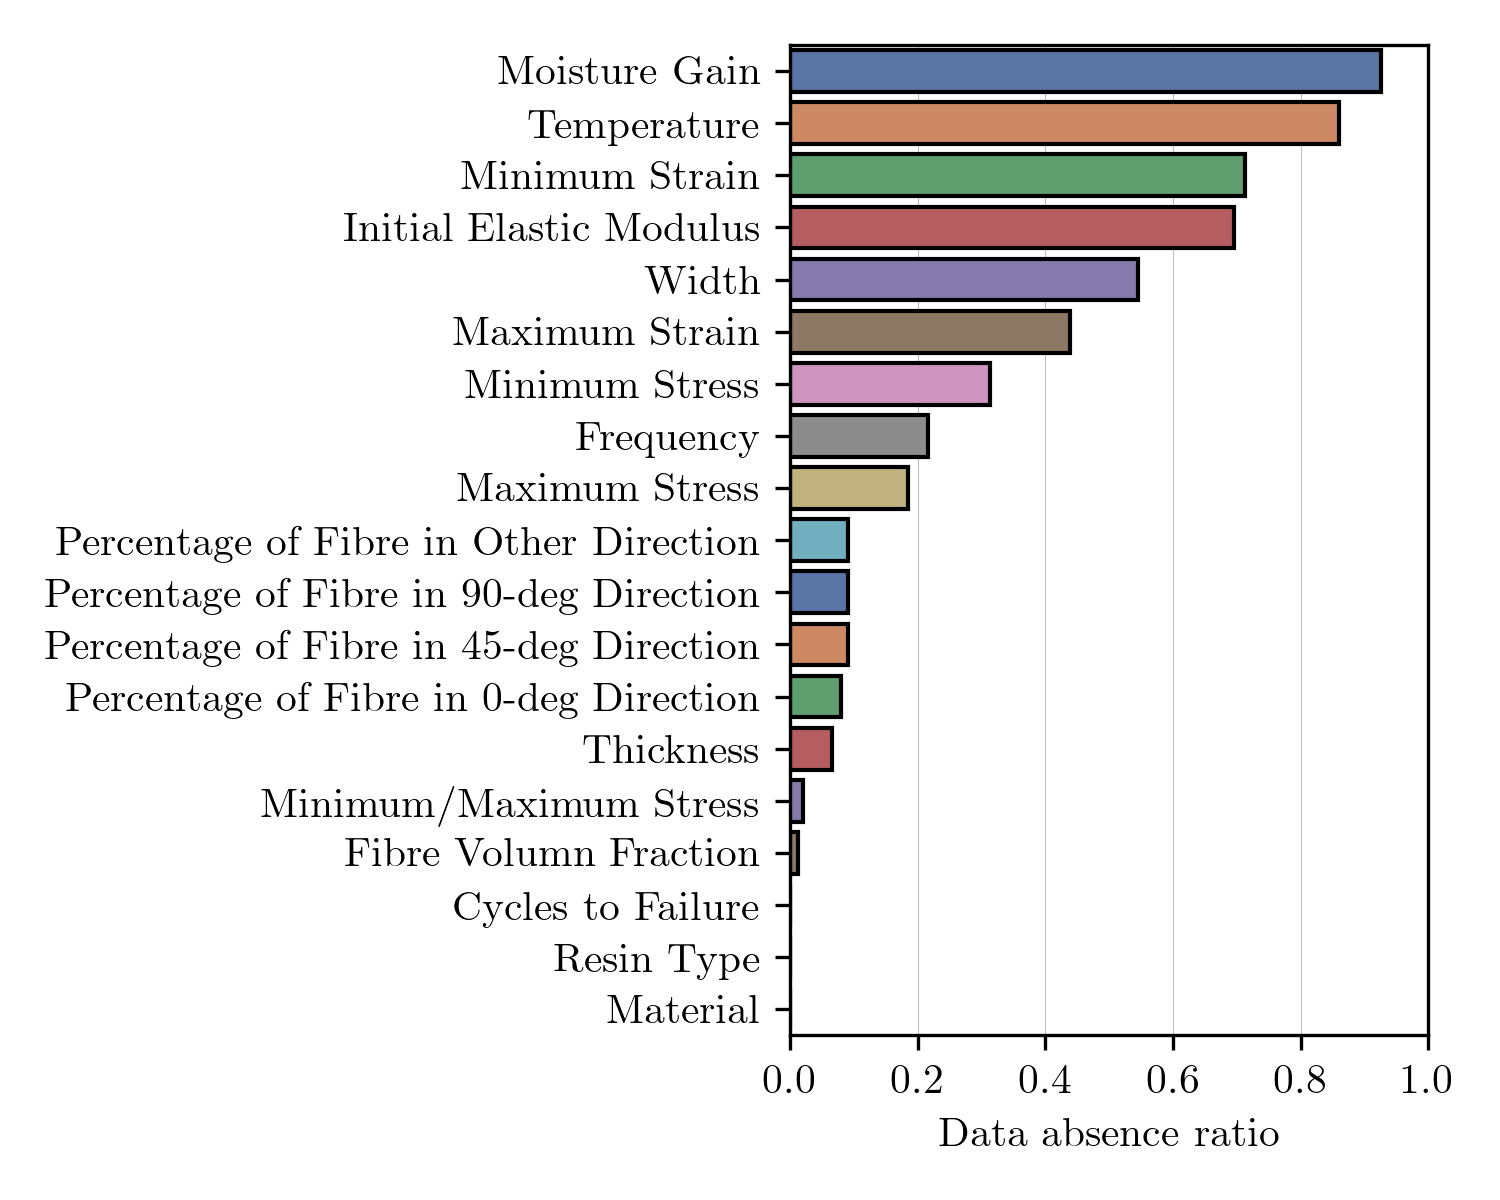 Moisture Gain
Temperature
Minimum Strain
Initial Elastic Modulus
Width
Maximum Strain
Minimum Stress
Frequency
Maximum Stress
Percentage of Fibre in Other Direction
Percentage of Fibre in 90-deg Direction
Percentage of Fibre in 45-deg Direction
Percentage of Fibre in 0-deg Direction
Thickness
Minimum/Maximum Stress
Fibre Volumn Fraction
Cycles to Failure
Resin Type
Material
0.0 0.2 0.4 0.6 0.8 1.0
Data absence ratio